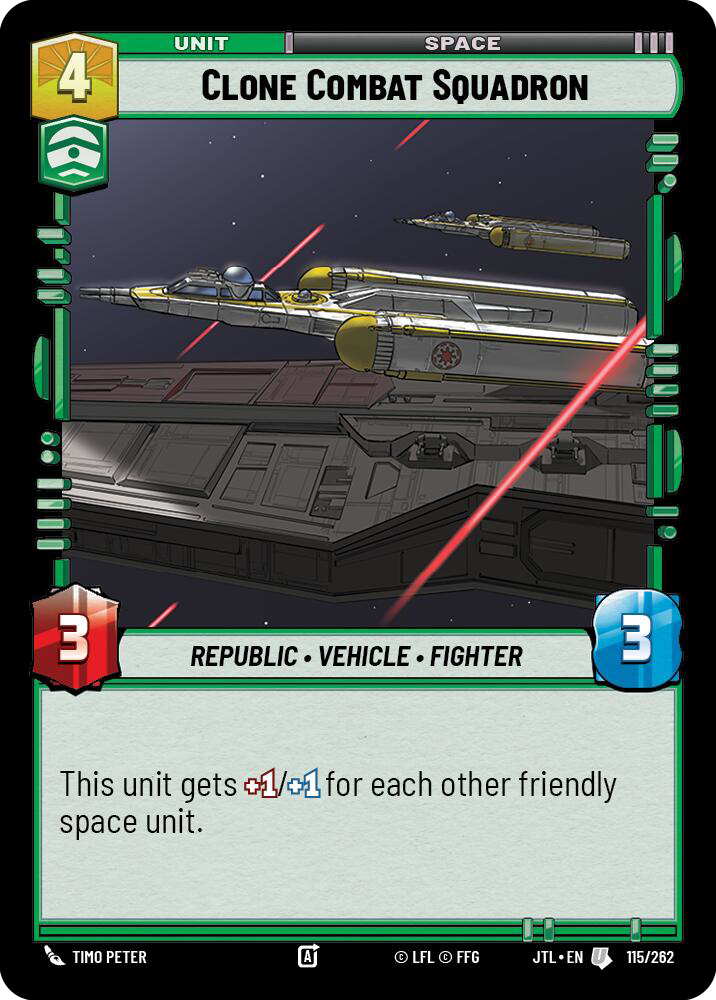 UNIT SPACE
4 CLONE COMBAT SQUADRON
3 REPUBLIC • VEHICLE • FIGHTER 3
This unit gets +1/+1 for each other friendly
space unit.
TIMO PETER A © LFL © FFG JTL • EN U 115/262